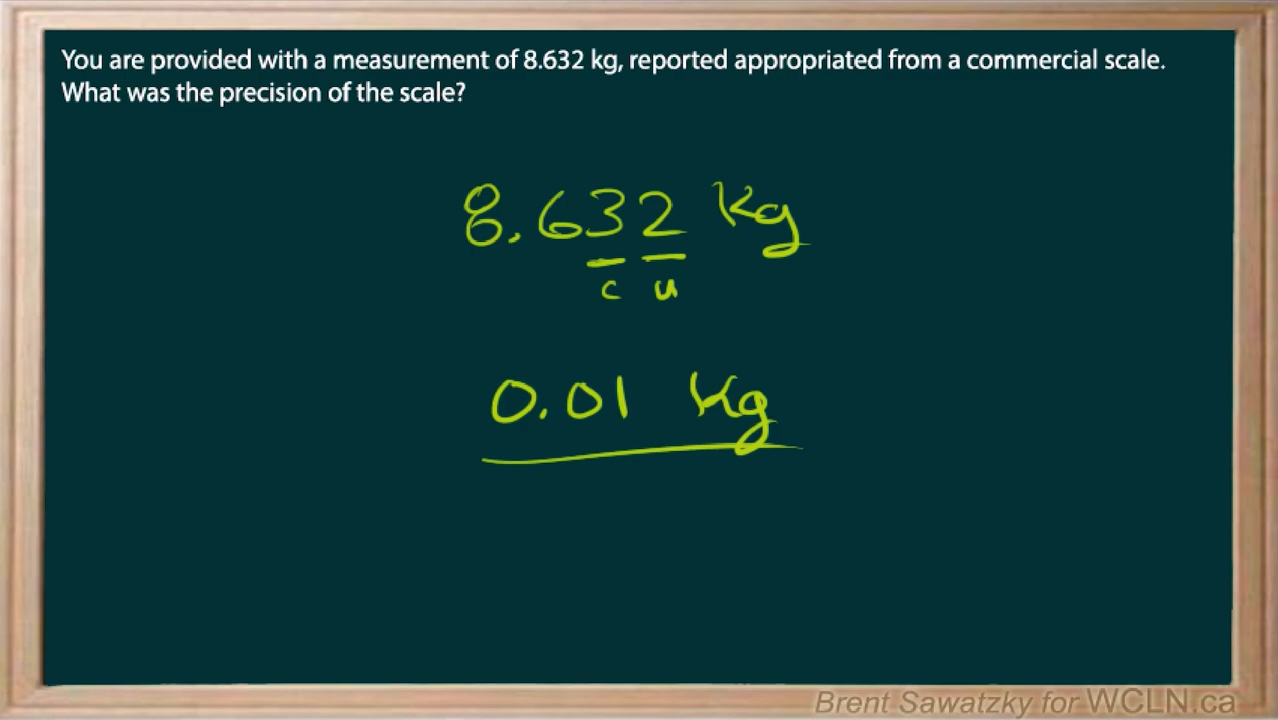 You are provided with a measurement of 8.632 kg, reported appropriated from a commercial scale.
What was the precision of the scale?
8.632 Kg
c u
0.01 Kg
Brent Sawatzky for WCLN.ca